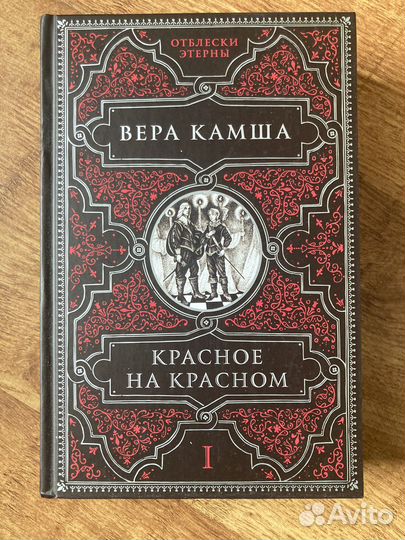 ОТБЛЕСКИ
ЭТЕРНЫ
ВЕРА КАМША
КРАСНОЕ
НА КРАСНОМ
I
Avito